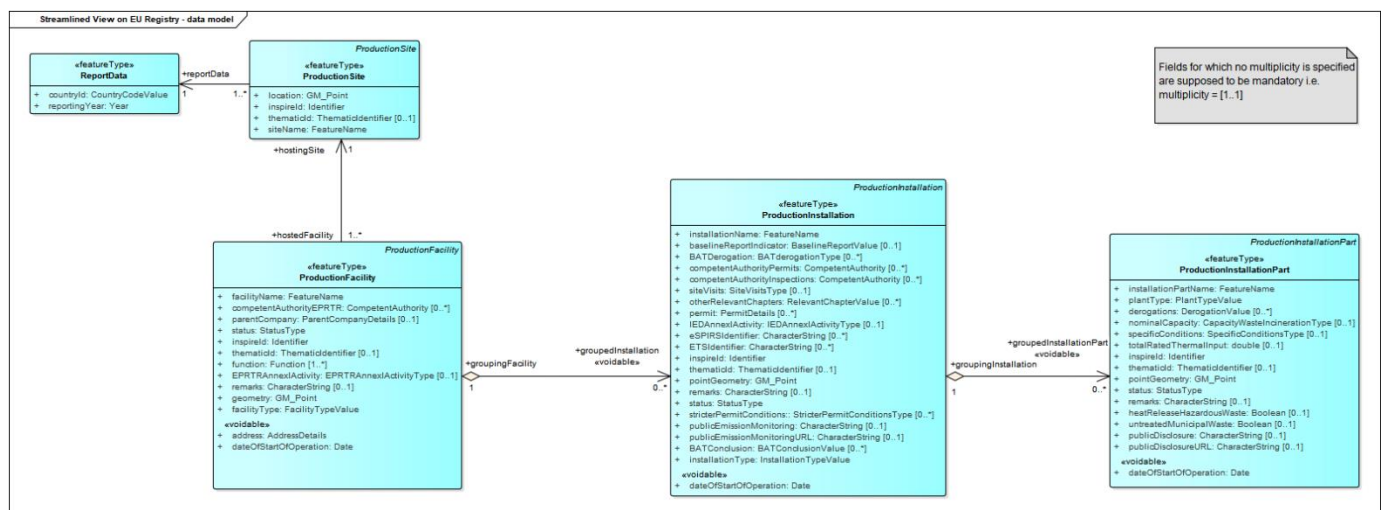 Streamlined View on EU Registry - data model
ReportData
«featureType»
ReportData
+ countryId: CountryCodeValue
+ reportingYear: Year
+reportData
1
1..*
ProductionSite
«featureType»
ProductionSite
+ location: GM_Point
+ inspireId: Identifier
+ thematicId: ThematicIdentifier [0..1]
+ siteName: FeatureName
Fields for which no multiplicity is specified
are supposed to be mandatory i.e.
multiplicity = [1..1]
+hostingSite
1
+hostedFacility
1..*
ProductionFacility
«featureType»
ProductionFacility
+ facilityName: FeatureName
+ competentAuthorityEPRTR: CompetentAuthority [0..*]
+ parentCompany: ParentCompanyDetails [0..1]
+ status: StatusType
+ inspireId: Identifier
+ thematicId: ThematicIdentifier [0..1]
+ function: Function [1..*]
+ EPRTRAnnexIActivity: EPRTRAnnexIActivityType [0..1]
+ remarks: CharacterString [0..1]
+ geometry: GM_Point
+ facilityType: FacilityTypeValue
«voidable»
+ address: AddressDetails
+ dateOfStartOfOperation: Date
+groupingFacility
1
+groupedInstallation
«voidable»
0..*
ProductionInstallation
«featureType»
ProductionInstallation
+ installationName: FeatureName
+ baselineReportIndicator: BaselineReportValue [0..1]
+ BATDerogation: BATderogationType [0..*]
+ competentAuthorityPermits: CompetentAuthority [0..*]
+ competentAuthorityInspections: CompetentAuthority [0..*]
+ siteVisits: SiteVisitsType [0..1]
+ otherRelevantChapters: RelevantChapterValue [0..*]
+ permit: PermitDetails [0..*]
+ IEDAnnexIActivity: IEDAnnexIActivityType [0..1]
+ eSPIRSIdentifier: CharacterString [0..*]
+ ETSIdentifier: CharacterString [0..*]
+ inspireId: Identifier
+ thematicId: ThematicIdentifier [0..1]
+ pointGeometry: GM_Point
+ remarks: CharacterString [0..1]
+ status: StatusType
+ stricterPermitConditions:: StricterPermitConditionsType [0..*]
+ publicEmissionMonitoring: CharacterString [0..1]
+ publicEmissionMonitoringURL: CharacterString [0..1]
+ BATConclusion: BATConclusionValue [0..*]
+ installationType: InstallationTypeValue
«voidable»
+ dateOfStartOfOperation: Date
+groupingInstallation
1
+groupedInstallationPart
«voidable»
0..*
ProductionInstallationPart
«featureType»
ProductionInstallationPart
+ installationPartName: FeatureName
+ plantType: PlantTypeValue
+ derogations: DerogationValue [0..*]
+ nominalCapacity: CapacityWasteIncinerationType [0..1]
+ specificConditions: SpecificConditionsType [0..*]
+ totalRatedThermalInput: double [0..1]
+ inspireId: Identifier
+ thematicId: ThematicIdentifier [0..1]
+ pointGeometry: GM_Point
+ status: StatusType
+ remarks: CharacterString [0..1]
+ heatReleaseHazardousWaste: Boolean [0..1]
+ untreatedMunicipalWaste: Boolean [0..1]
+ publicDisclosure: CharacterString [0..1]
+ publicDisclosureURL: CharacterString [0..1]
«voidable»
+ dateOfStartOfOperation: Date